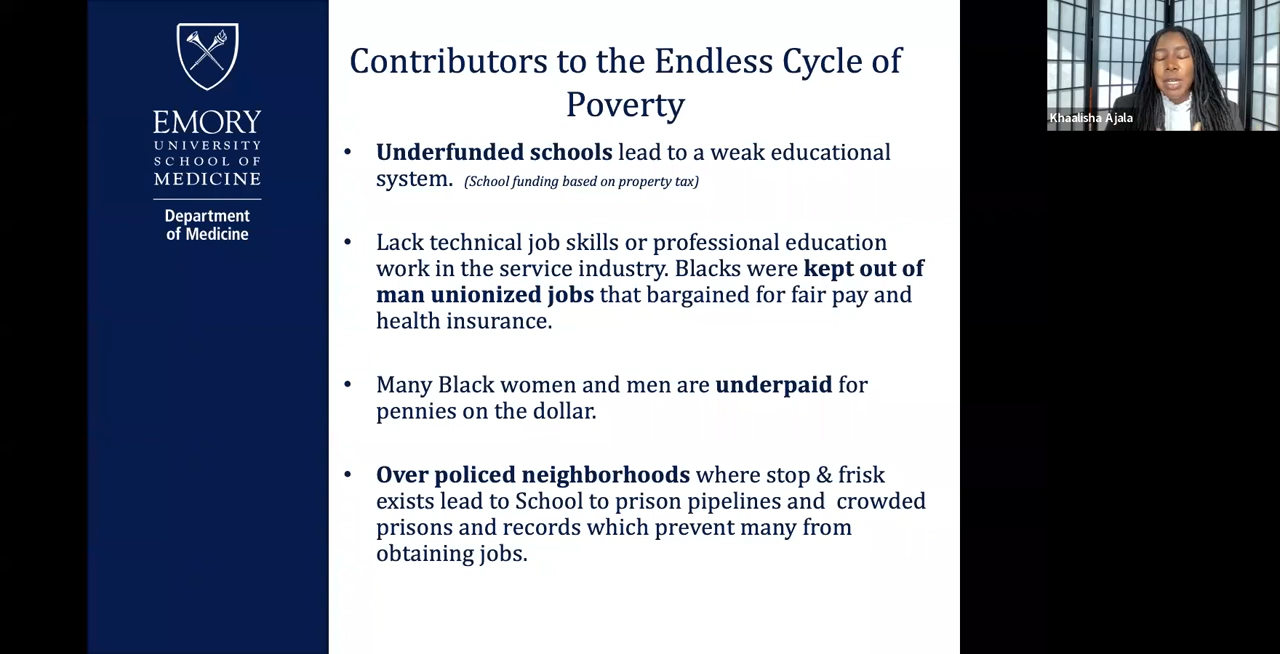 EMORY
UNIVERSITY
SCHOOL OF
MEDICINE
Department
of Medicine
Contributors to the Endless Cycle of
Poverty
• Underfunded schools lead to a weak educational
system. (School funding based on property tax)
• Lack technical job skills or professional education
work in the service industry. Blacks were kept out of
man unionized jobs that bargained for fair pay and
health insurance.
• Many Black women and men are underpaid for
pennies on the dollar.
• Over policed neighborhoods where stop & frisk
exists lead to School to prison pipelines and crowded
prisons and records which prevent many from
obtaining jobs.
Khaalisha Ajala